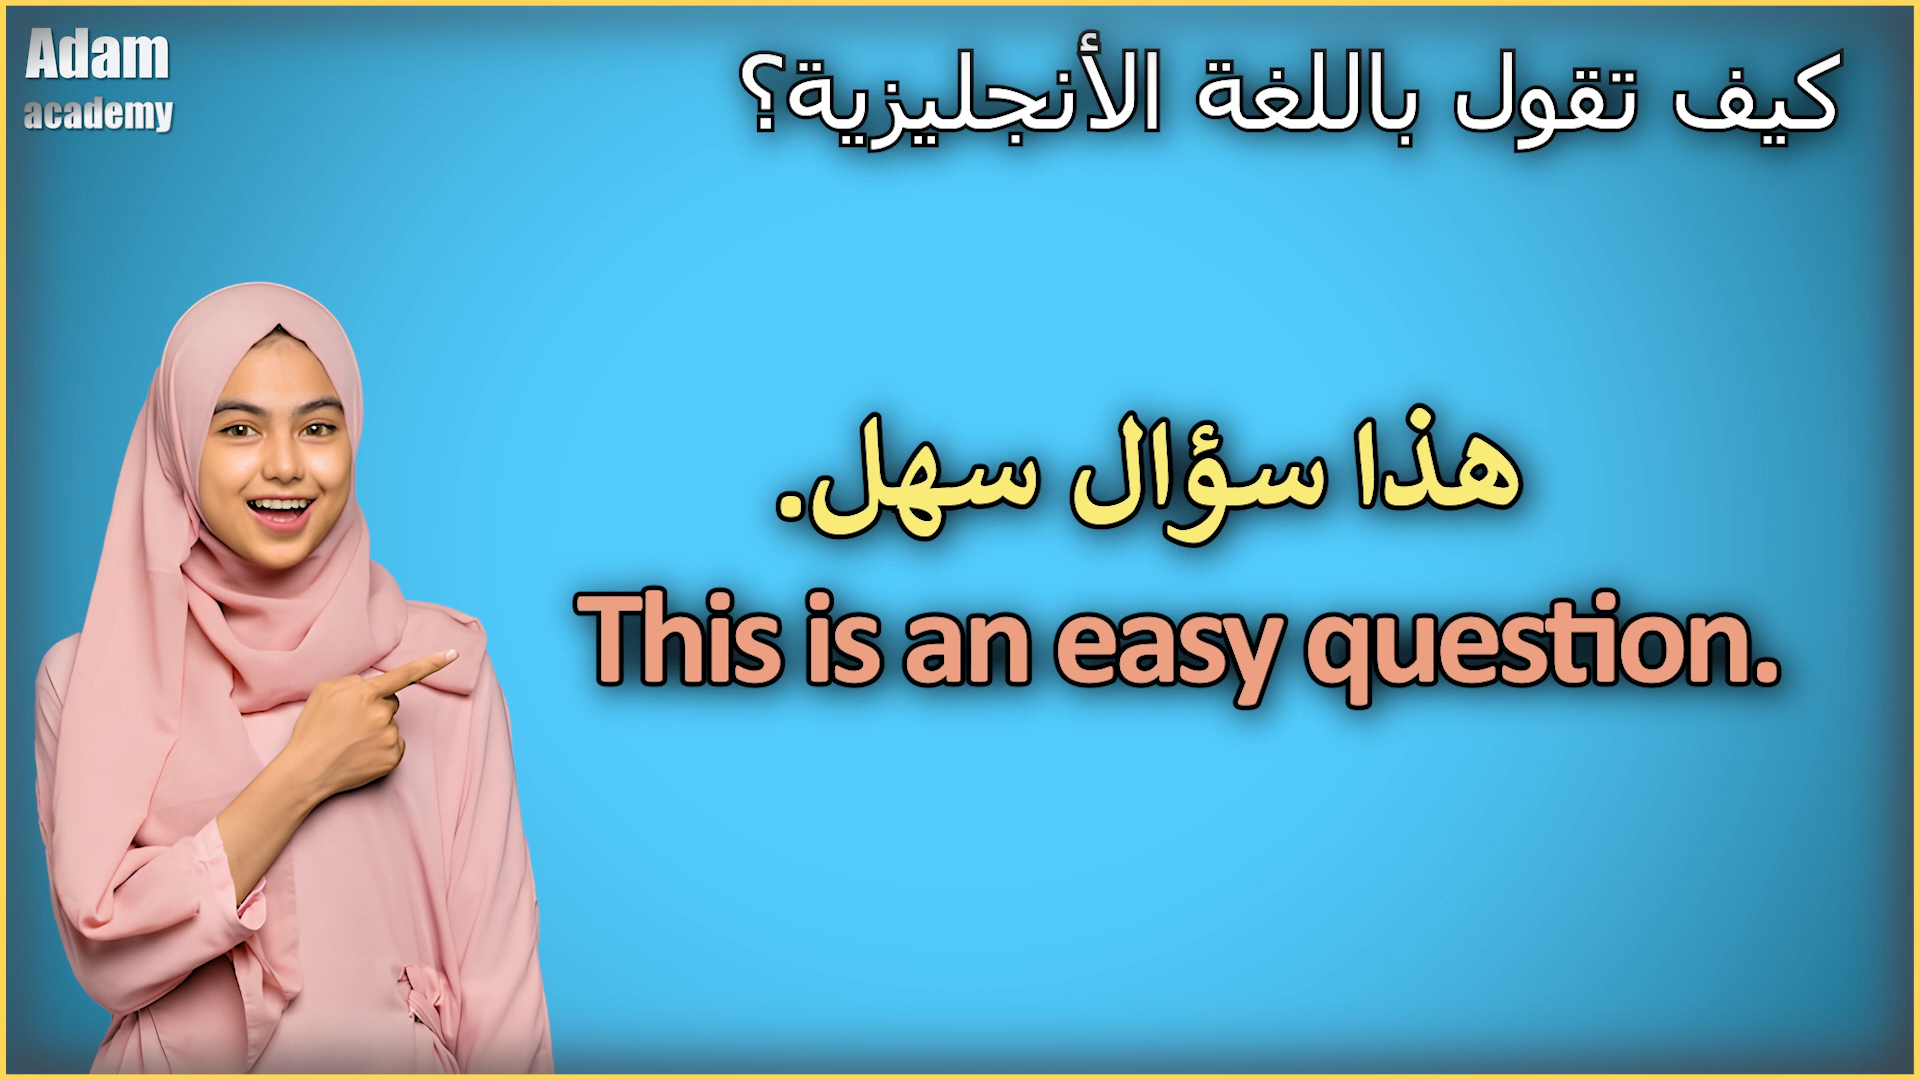 Adam
academy
كيف تقول باللغة الأنجليزية؟
هذا سؤال سهل.
This is an easy question.